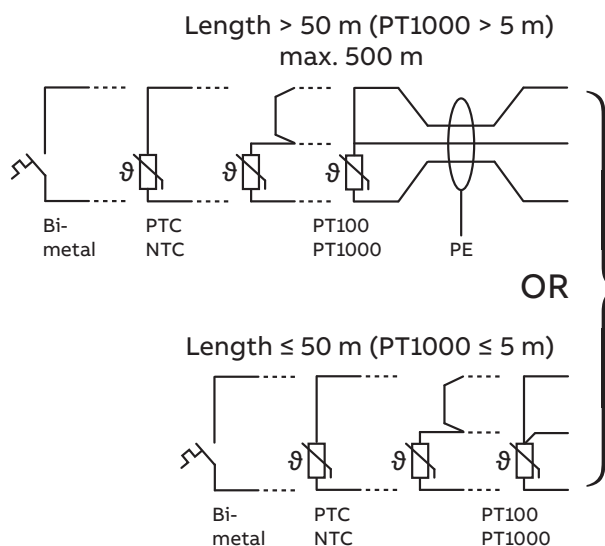 Length > 50 m (PT1000 > 5 m)
max. 500 m
ϑ ϑ ϑ
Bi-
metal
PTC
NTC
PT100
PT1000
PE
OR
Length ≤ 50 m (PT1000 ≤ 5 m)
ϑ ϑ ϑ
Bi-
metal
PTC
NTC
PT100
PT1000